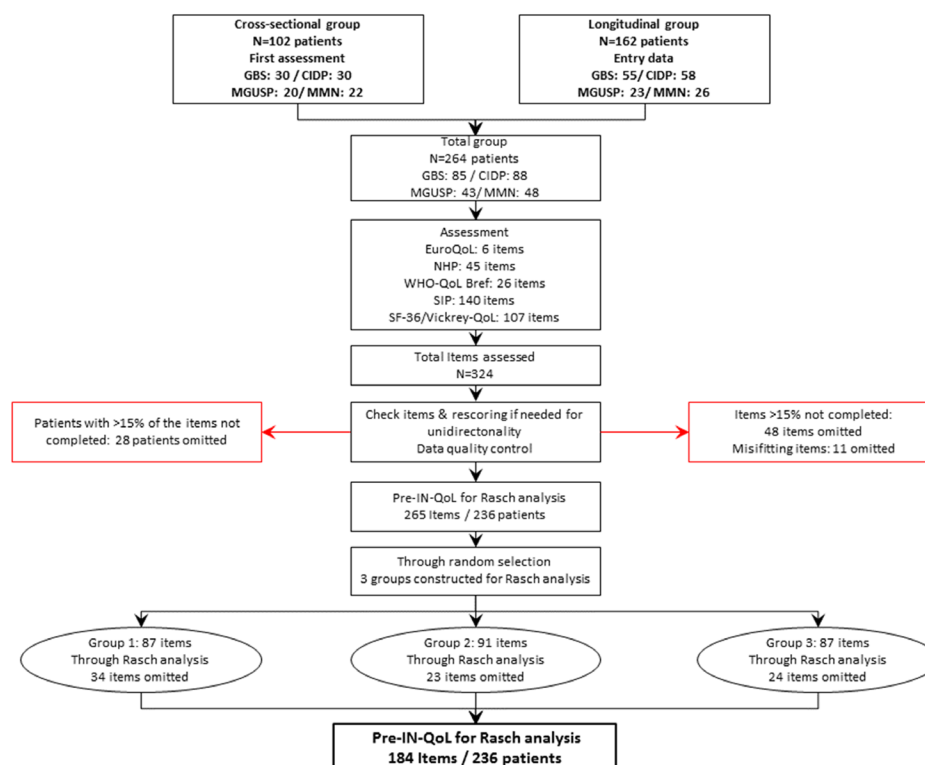 Cross-sectional group
N=102 patients
First assessment
GBS: 30 / CIDP: 30
MGUSP: 20/ MMN: 22
Longitudinal group
N=162 patients
Entry data
GBS: 55/ CIDP: 58
MGUSP: 23/ MMN: 26
Total group
N=264 patients
GBS: 85 / CIDP: 88
MGUSP: 43/ MMN: 48
Assessment
EuroQoL: 6 items
NHP: 45 items
WHO-QoL Bref: 26 items
SIP: 140 items
SF-36/Vickrey-QoL: 107 items
Total Items assessed
N=324
Patients with >15% of the items not
completed: 28 patients omitted
Check items & rescoring if needed for
unidirectonality
Data quality control
Items >15% not completed:
48 items omitted
Misifitting items: 11 omitted
Pre-IN-QoL for Rasch analysis
265 Items / 236 patients
Through random selection
3 groups constructed for Rasch analysis
Group 1: 87 items
Through Rasch analysis
34 items omitted
Group 2: 91 items
Through Rasch analysis
23 items omitted
Group 3: 87 items
Through Rasch analysis
24 items omitted
Pre-IN-QoL for Rasch analysis
184 Items / 236 patients